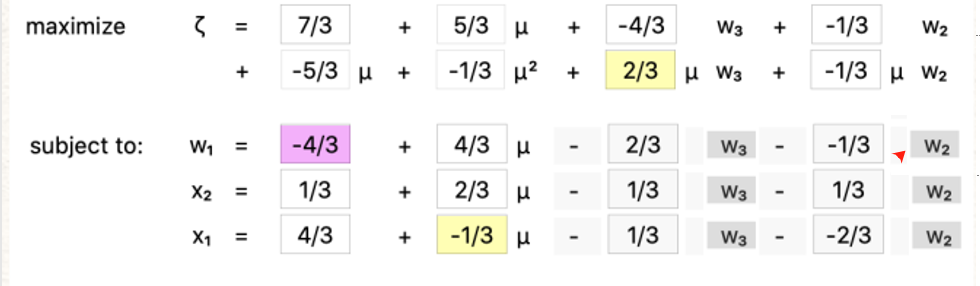 maximize ζ = 7/3 + 5/3 μ + -4/3 w₃ + -1/3 w₂
+ -5/3 μ + -1/3 μ² + 2/3 μ w₃ + -1/3 μ w₂
subject to: w₁ = -4/3 + 4/3 μ - 2/3 w₃ - -1/3 w₂
x₂ = 1/3 + 2/3 μ - 1/3 w₃ - 1/3 w₂
x₁ = 4/3 + -1/3 μ - 1/3 w₃ - -2/3 w₂